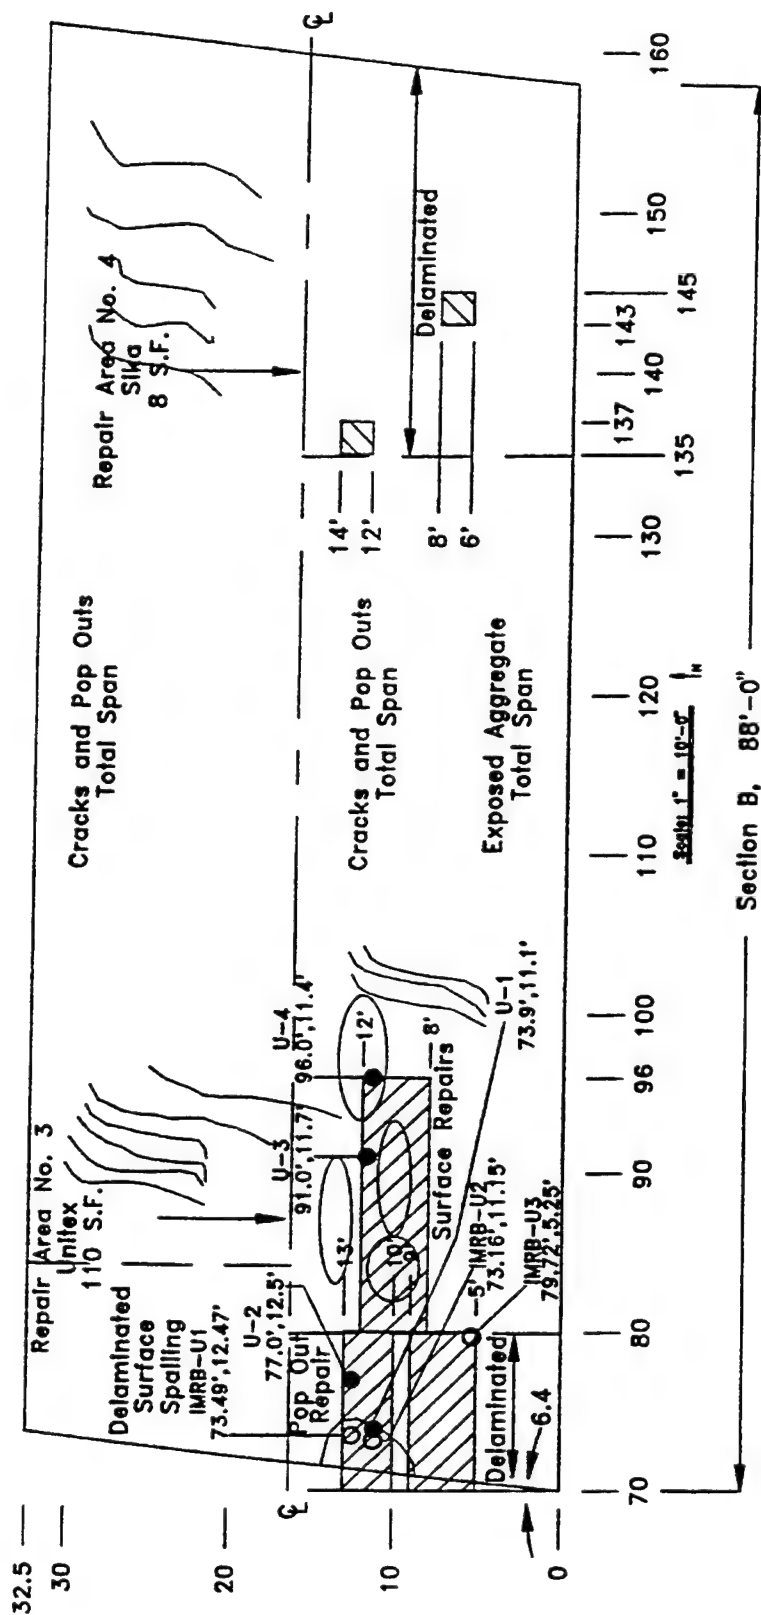 32.5
30
20
10
0
Repair Area No. 3
Unitex
110 S.F.
Delaminated
Surface
Spalling
IMRB-U1
73.49',12.47'
U-2
77.0',12.5'
Pop Out
Repair
U-3
91.0',11.7'
U-4
96.0',11.4'
13'
12'
10'
9'
8'
5'
Surface Repairs
IMRB-U2
73.16',11.15'
IMRB-U3
79.72',5.25'
U-1
73.9',11.1'
Delaminated
6.4
Cracks and Pop Outs
Total Span
Cracks and Pop Outs
Total Span
Exposed Aggregate
Total Span
Repair Area No. 4
Sika
8 S.F.
14'
12'
8'
6'
Delaminated
70
80
90
96
100
110
120
130
135
137
140
143
145
150
160
Scale: 1" = 10'-0"
N
Section B, 88'-0"